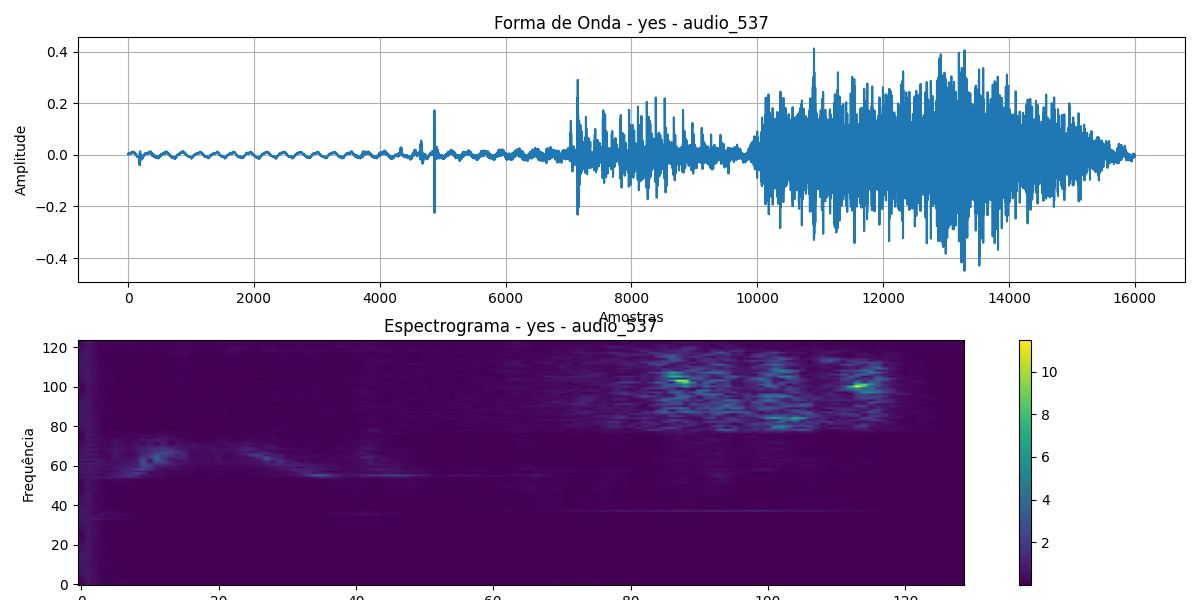 Forma de Onda - yes - audio_537
0.4
0.2
0.0
−0.2
−0.4
Amplitude
0 2000 4000 6000 8000 10000 12000 14000 16000
Amostras
Espectrograma - yes - audio_537
120
100
80
60
40
20
0
Frequência
10
8
6
4
2
0 20 40 60 80 100 120